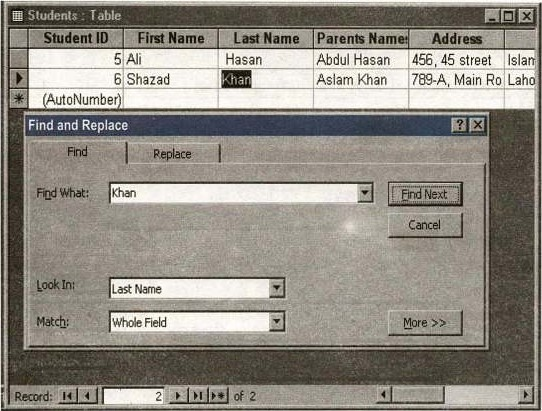 Students : Table
Student ID First Name Last Name Parents Names Address
5 Ali Hasan Abdul Hasan 456, 45 street Islam
6 Shazad Khan Aslam Khan 789-A, Main Ro Laho
(AutoNumber)
Find and Replace
Find Replace
Find What: Khan Find Next
Cancel
Look In: Last Name
Match: Whole Field More >>
Record: 2 of 2